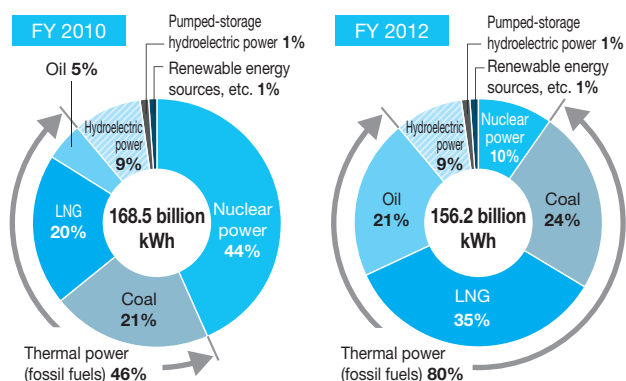 FY 2010
Pumped-storage
hydroelectric power 1%
Renewable energy
sources, etc. 1%
Oil 5%
Hydroelectric
power
9%
LNG
20%
168.5 billion
kWh
Nuclear
power
44%
Coal
21%
Thermal power
(fossil fuels) 46%
FY 2012
Pumped-storage
hydroelectric power 1%
Renewable energy
sources, etc. 1%
Hydroelectric
power
9%
Nuclear
power
10%
Oil
21%
156.2 billion
kWh
Coal
24%
LNG
35%
Thermal power
(fossil fuels) 80%